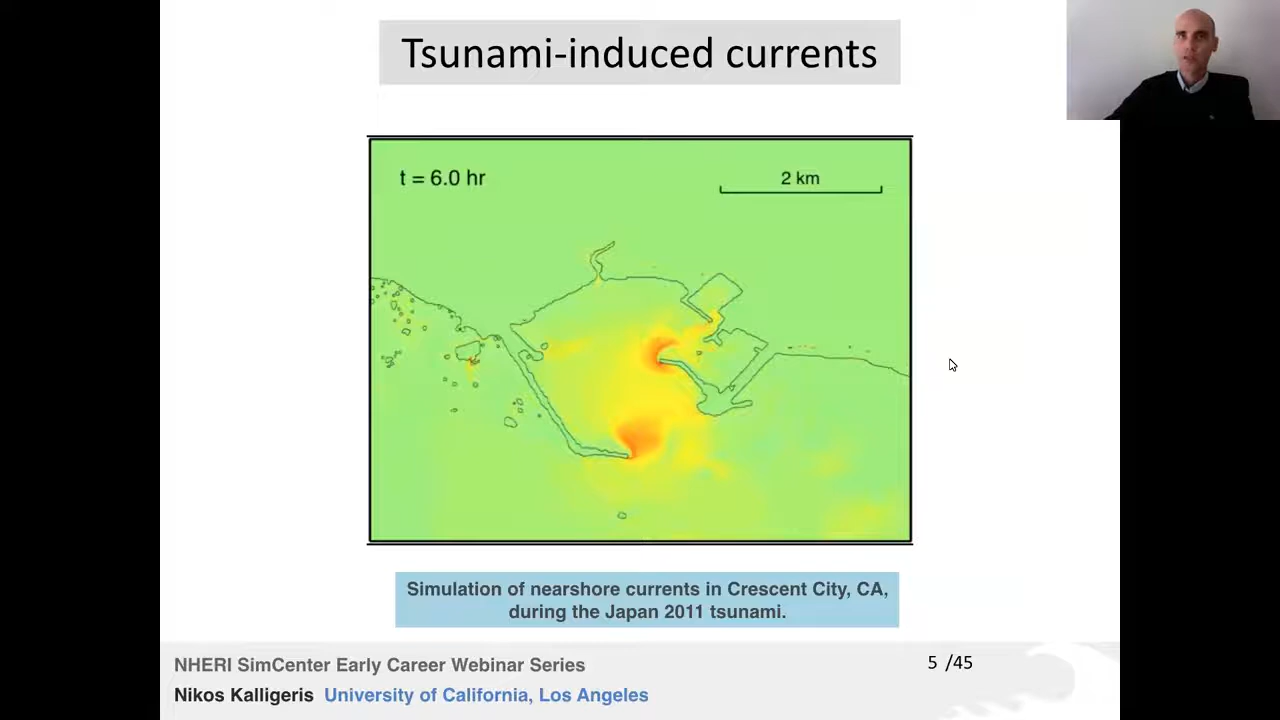 Tsunami-induced currents
t = 6.0 hr
2 km
Simulation of nearshore currents in Crescent City, CA,
during the Japan 2011 tsunami.
NHERI SimCenter Early Career Webinar Series
5 /45
Nikos Kalligeris University of California, Los Angeles